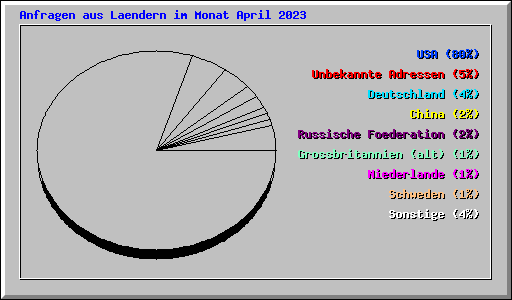 Anfragen aus Laendern im Monat April 2023
USA (80%)
Unbekannte Adressen (5%)
Deutschland (4%)
China (2%)
Russische Foederation (2%)
Grossbritannien (alt) (1%)
Niederlande (1%)
Schweden (1%)
Sonstige (4%)